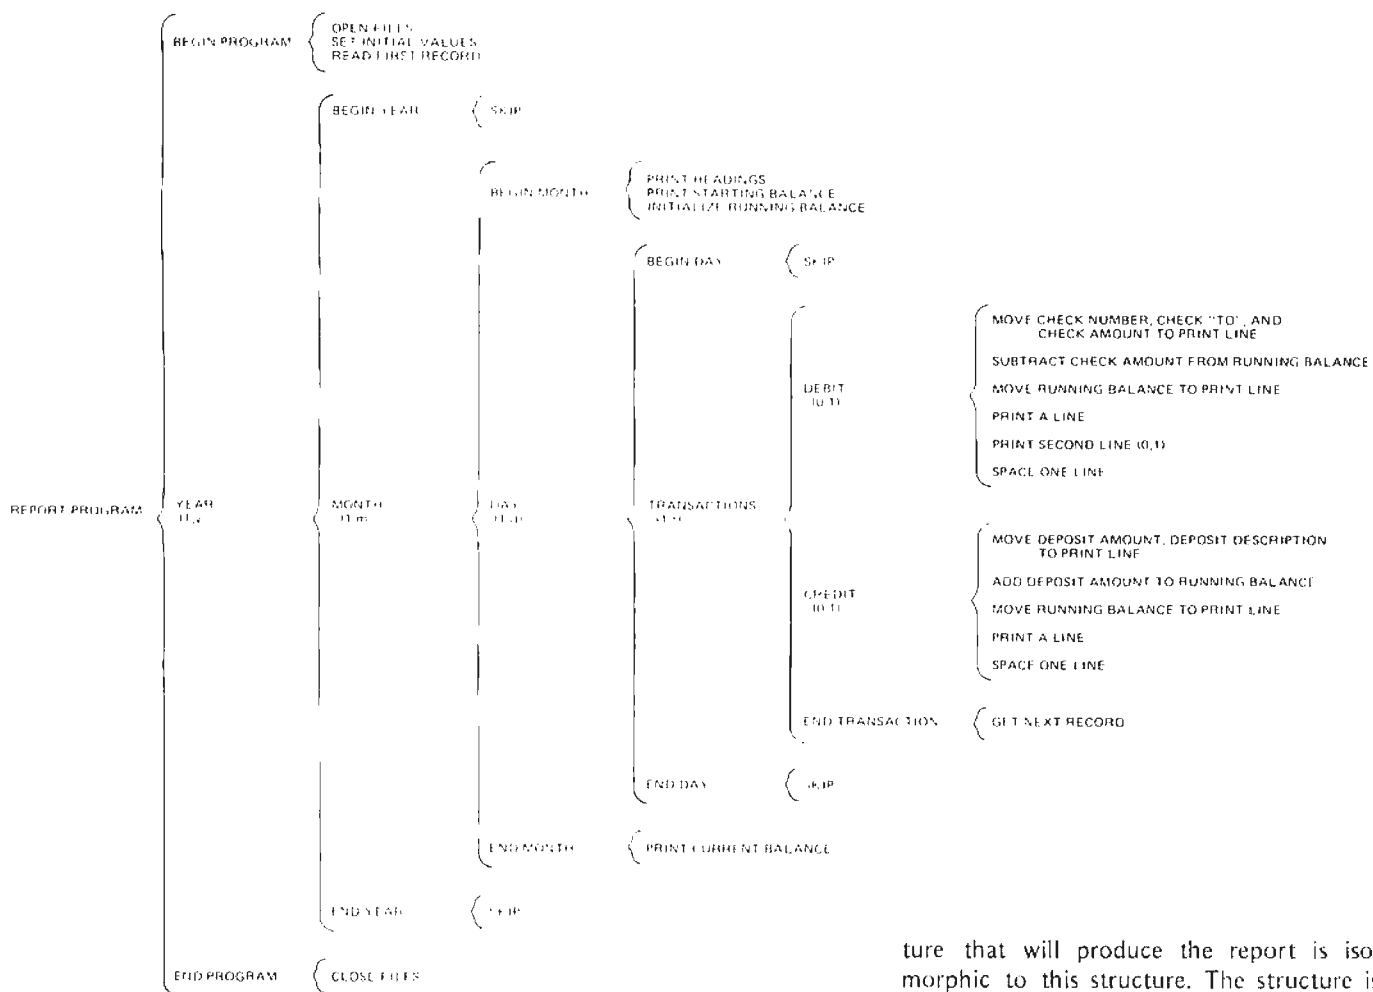 OPEN FILES
BEGIN PROGRAM
SET INITIAL VALUES
READ FIRST RECORD
BEGIN YEAR
SKIP
PRINT HEADINGS
BEGIN MONTH
PRINT STARTING BALANCE
INITIALIZE RUNNING BALANCE
BEGIN DAY
SKIP
MOVE CHECK NUMBER, CHECK "TO", AND
CHECK AMOUNT TO PRINT LINE
SUBTRACT CHECK AMOUNT FROM RUNNING BALANCE
DEBIT
(0,1)
MOVE RUNNING BALANCE TO PRINT LINE
PRINT A LINE
PRINT SECOND LINE (0,1)
SPACE ONE LINE
REPORT PROGRAM
YEAR
MONTH
DAY
TRANSACTIONS
MOVE DEPOSIT AMOUNT, DEPOSIT DESCRIPTION
TO PRINT LINE
ADD DEPOSIT AMOUNT TO RUNNING BALANCE
CREDIT
(0,1)
MOVE RUNNING BALANCE TO PRINT LINE
PRINT A LINE
SPACE ONE LINE
END TRANSACTION
GET NEXT RECORD
END DAY
SKIP
END MONTH
PRINT CURRENT BALANCE
END YEAR
SKIP
END PROGRAM
CLOSE FILES
ture that will produce the report is iso-
morphic to this structure. The structure is